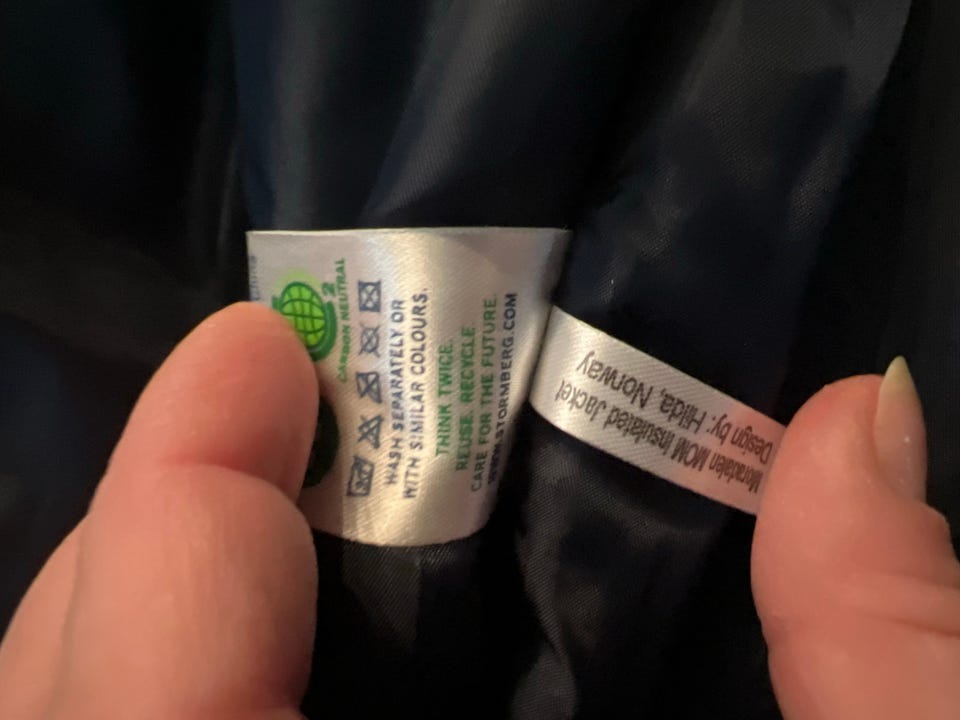 CARBON NEUTRAL
WASH SEPARATELY OR
WITH SIMILAR COLOURS.
THINK TWICE.
REUSE. RECYCLE.
CARE FOR THE FUTURE.
WWW.STORMBERG.COM
MOM Insulated Jacket
Design by: Hilda, Norway